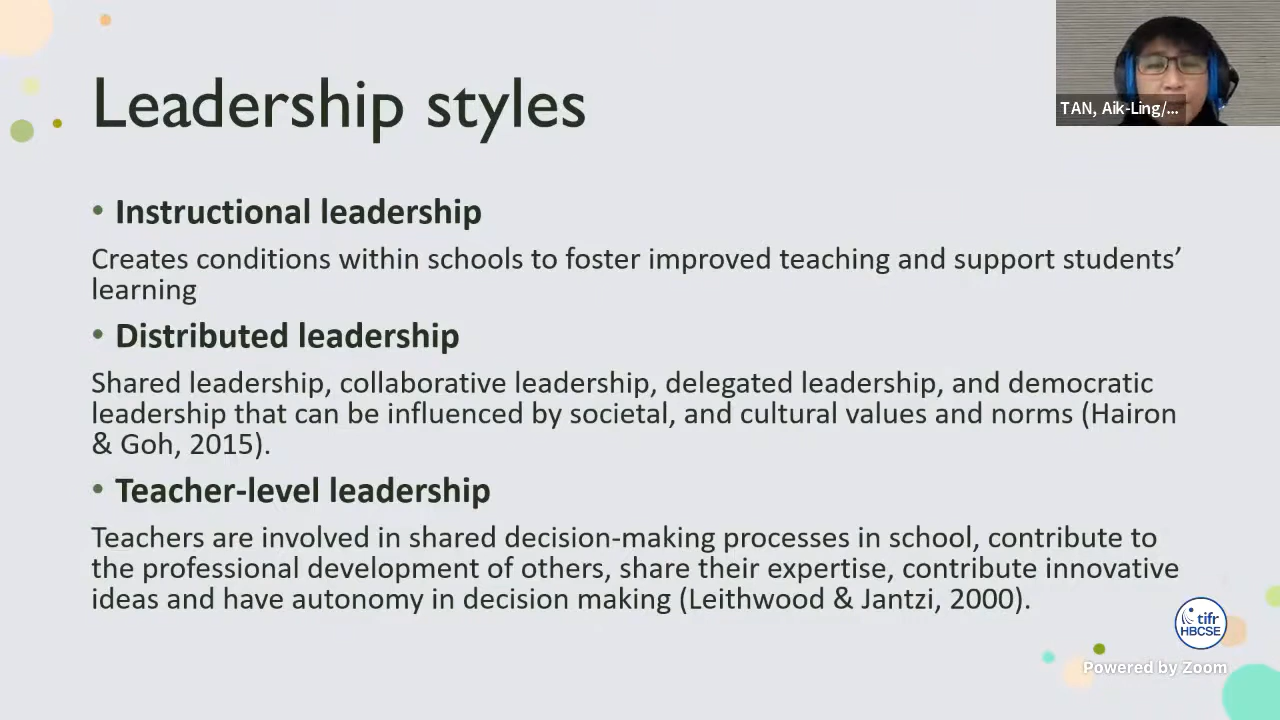 Leadership styles
TAN, Aik-Ling/...
• Instructional leadership
Creates conditions within schools to foster improved teaching and support students’
learning
• Distributed leadership
Shared leadership, collaborative leadership, delegated leadership, and democratic
leadership that can be influenced by societal, and cultural values and norms (Hairon
& Goh, 2015).
• Teacher-level leadership
Teachers are involved in shared decision-making processes in school, contribute to
the professional development of others, share their expertise, contribute innovative
ideas and have autonomy in decision making (Leithwood & Jantzi, 2000).
tifr
HBCSE
Powered by Zoom